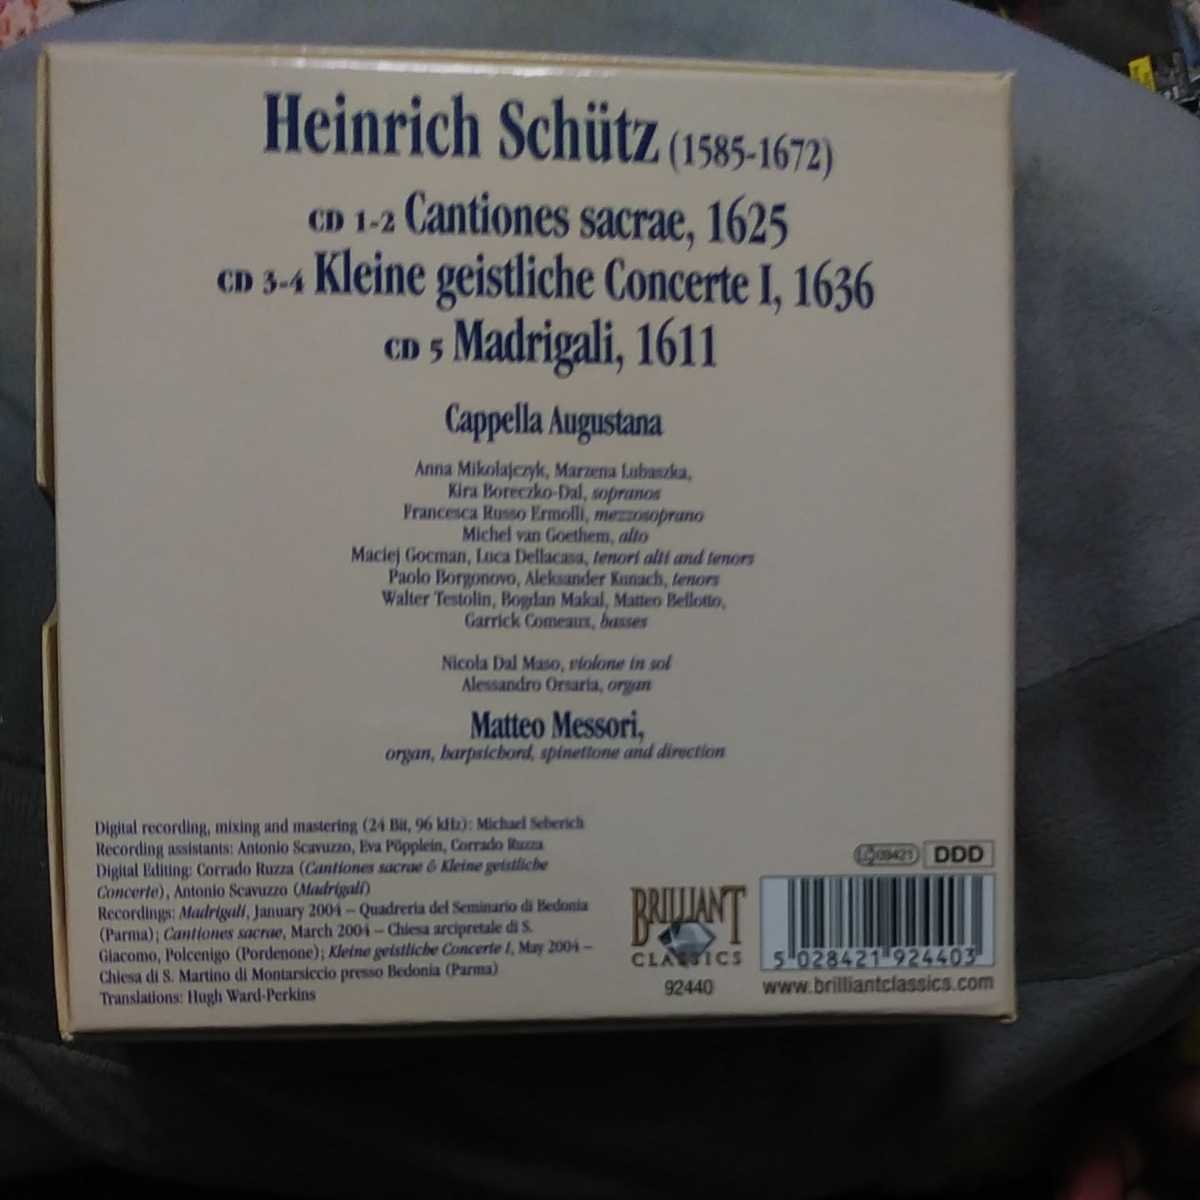 Heinrich Schütz (1585-1672)
CD 1-2 Cantiones sacrae, 1625
CD 3-4 Kleine geistliche Concerte I, 1636
CD 5 Madrigali, 1611
Cappella Augustana
Anna Mikolajczyk, Marzena Lubaszka,
Kira Boreczko-Dal, sopranos
Francesca Russo Ermolli, mezzosoprano
Michel van Goethem, alto
Maciej Gocman, Luca Dellacasa, tenori alti and tenors
Paolo Borgonovo, Aleksander Kunach, tenors
Walter Testolin, Bogdan Makal, Matteo Bellotto,
Garrick Comeaux, basses
Nicola Dal Maso, violone in sol
Alessandro Orsaria, organ
Matteo Messori,
organ, harpsichord, spinettone and direction
Digital recording, mixing and mastering (24 Bit, 96 kHz): Michael Seberich
Recording assistants: Antonio Scavuzzo, Eva Pöpplein, Corrado Ruzza
Digital Editing: Corrado Ruzza (Cantiones sacrae & Kleine geistliche
Concerte), Antonio Scavuzzo (Madrigali)
Recordings: Madrigali, January 2004 – Quadreria del Seminario di Bedonia
(Parma); Cantiones sacrae, March 2004 – Chiesa arcipretale di S.
Giacomo, Polcenigo (Pordenone); Kleine geistliche Concerte I, May 2004 –
Chiesa di S. Martino di Montarsiccio presso Bedonia (Parma)
Translations: Hugh Ward-Perkins
BRILLIANT
CLASSICS
92440
LC 09421 DDD
5 028421 924403
www.brilliantclassics.com